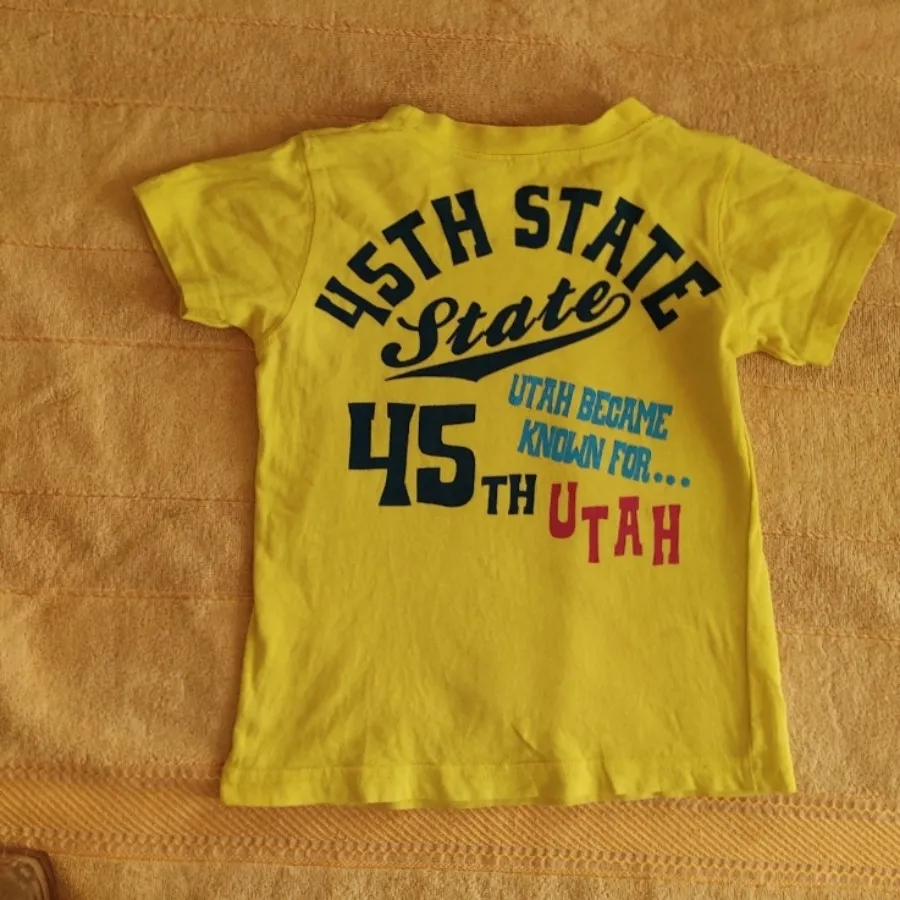 45TH STATE
State
UTAH BECAME
KNOWN FOR...
45TH
UTAH